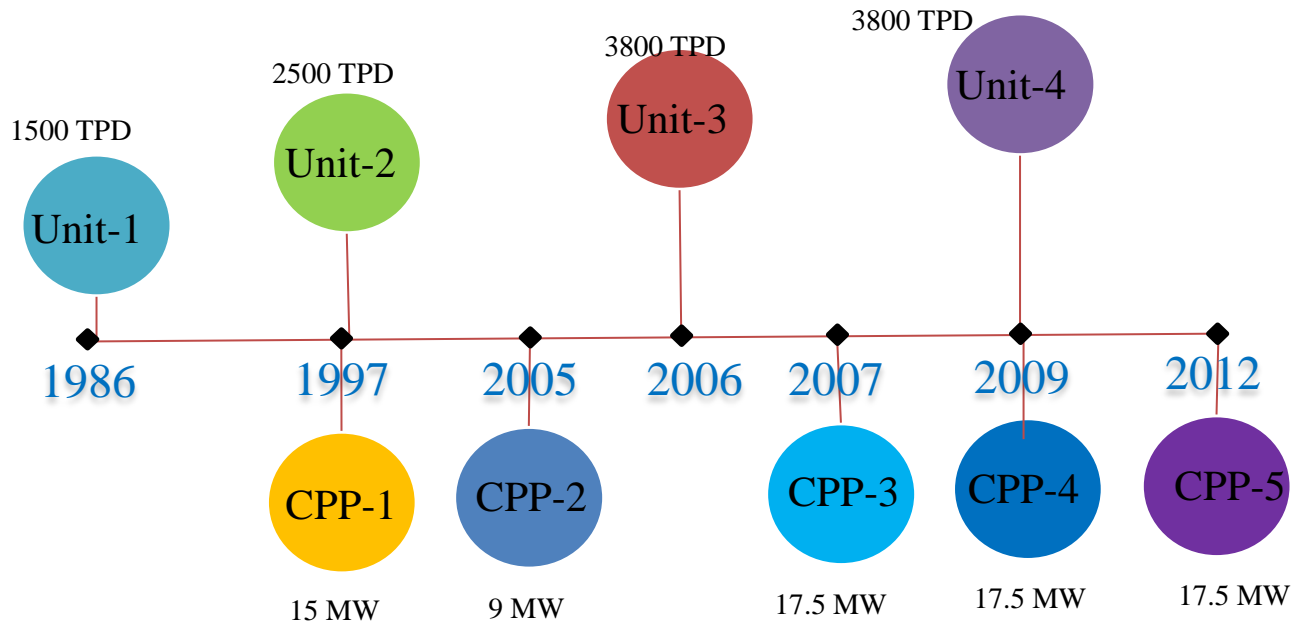 3800 TPD
3800 TPD
2500 TPD
1500 TPD
Unit-4
Unit-3
Unit-2
Unit-1
1986
1997
2005
2006
2007
2009
2012
CPP-1
CPP-2
CPP-3
CPP-4
CPP-5
15 MW
9 MW
17.5 MW
17.5 MW
17.5 MW